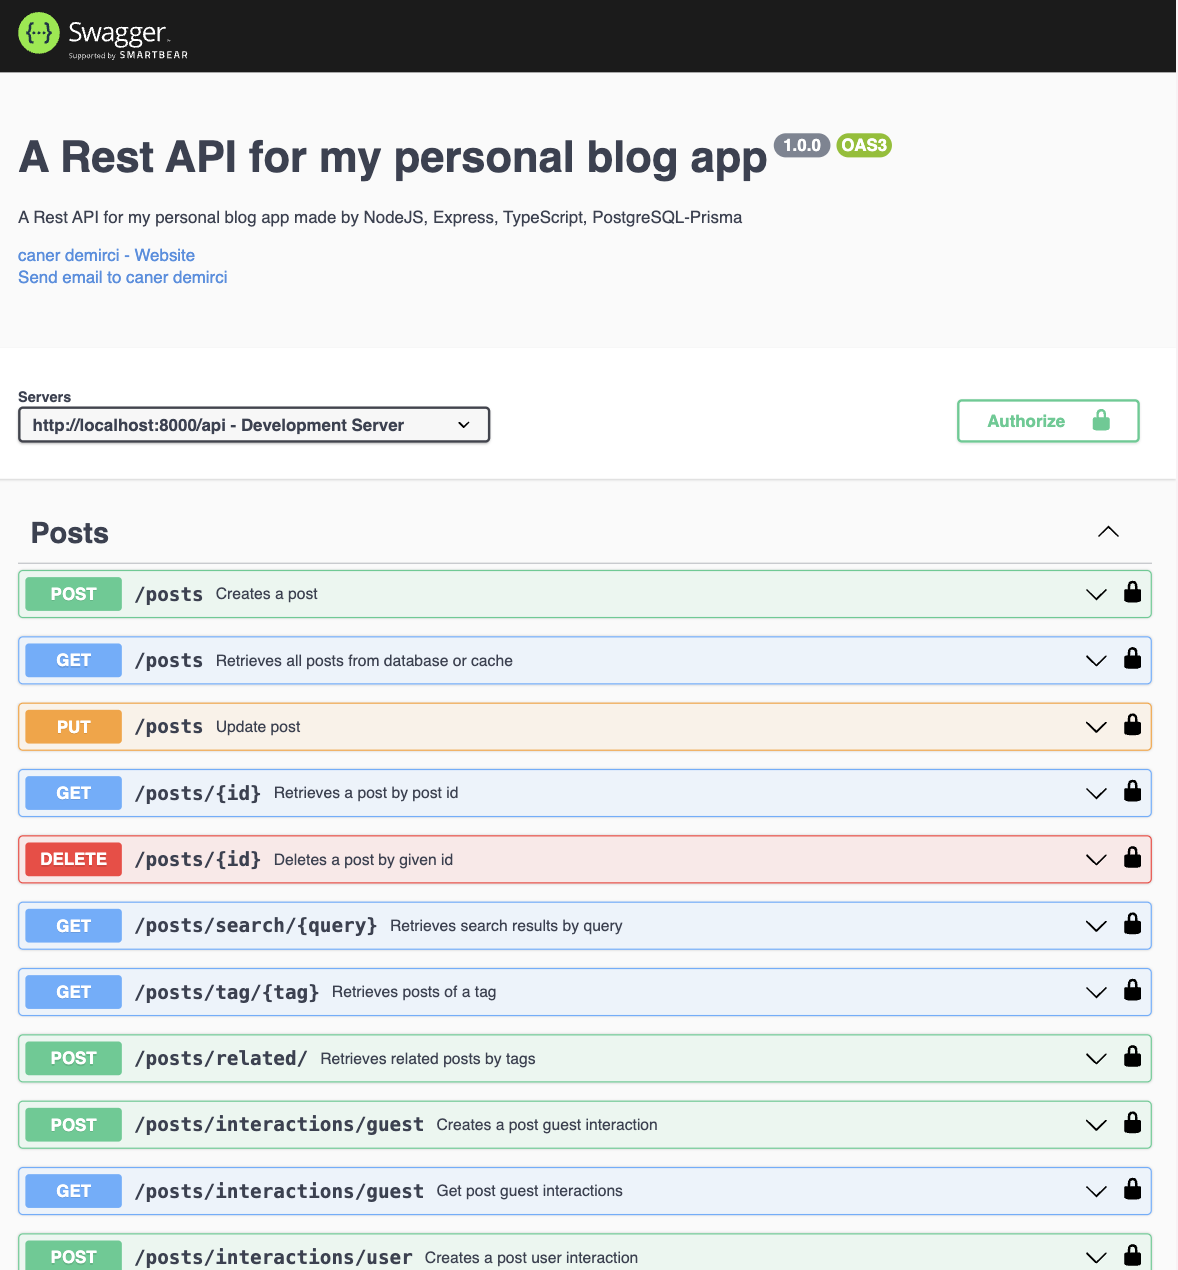 Swagger
Supported by SMARTBEAR
A Rest API for my personal blog app 1.0.0 OAS3
A Rest API for my personal blog app made by NodeJS, Express, TypeScript, PostgreSQL-Prisma
caner demirci - Website
Send email to caner demirci
Servers
http://localhost:8000/api - Development Server
Authorize
Posts
POST /posts Creates a post
GET /posts Retrieves all posts from database or cache
PUT /posts Update post
GET /posts/{id} Retrieves a post by post id
DELETE /posts/{id} Deletes a post by given id
GET /posts/search/{query} Retrieves search results by query
GET /posts/tag/{tag} Retrieves posts of a tag
POST /posts/related/ Retrieves related posts by tags
POST /posts/interactions/guest Creates a post guest interaction
GET /posts/interactions/guest Get post guest interactions
POST /posts/interactions/user Creates a post user interaction